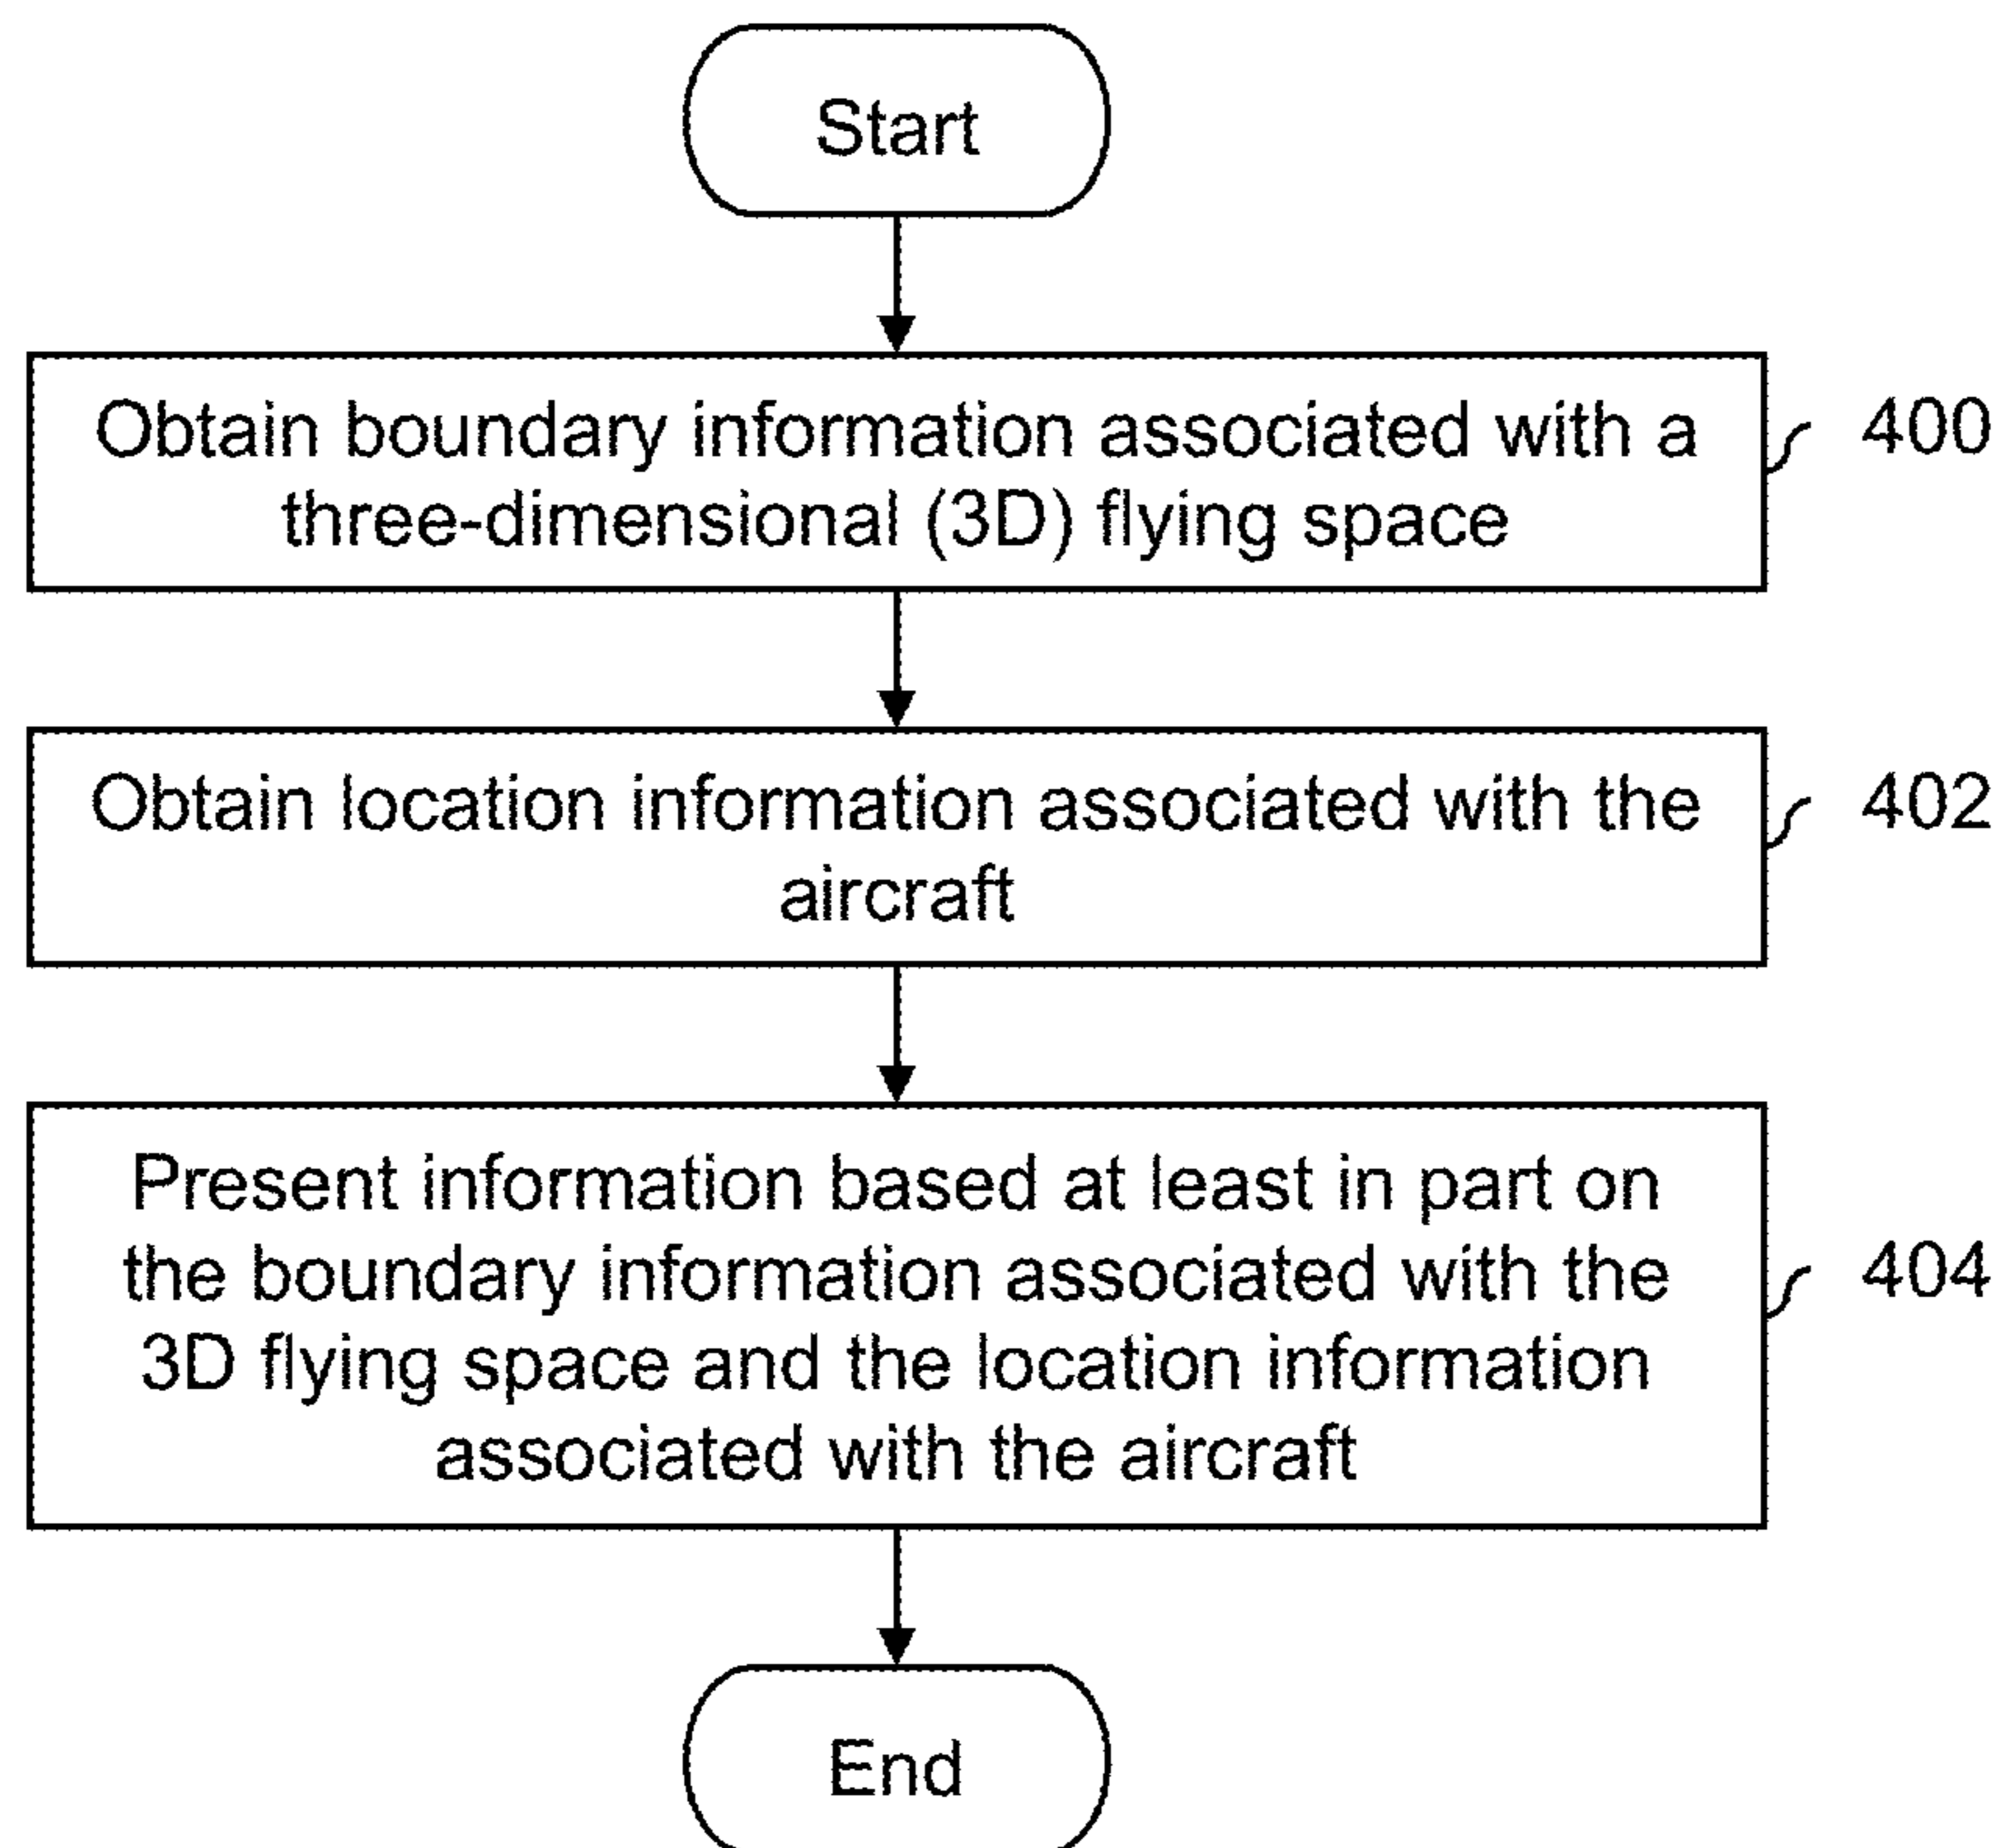 Start
Obtain boundary information associated with a
three-dimensional (3D) flying space
400
Obtain location information associated with the
aircraft
402
Present information based at least in part on
the boundary information associated with the
3D flying space and the location information
associated with the aircraft
404
End